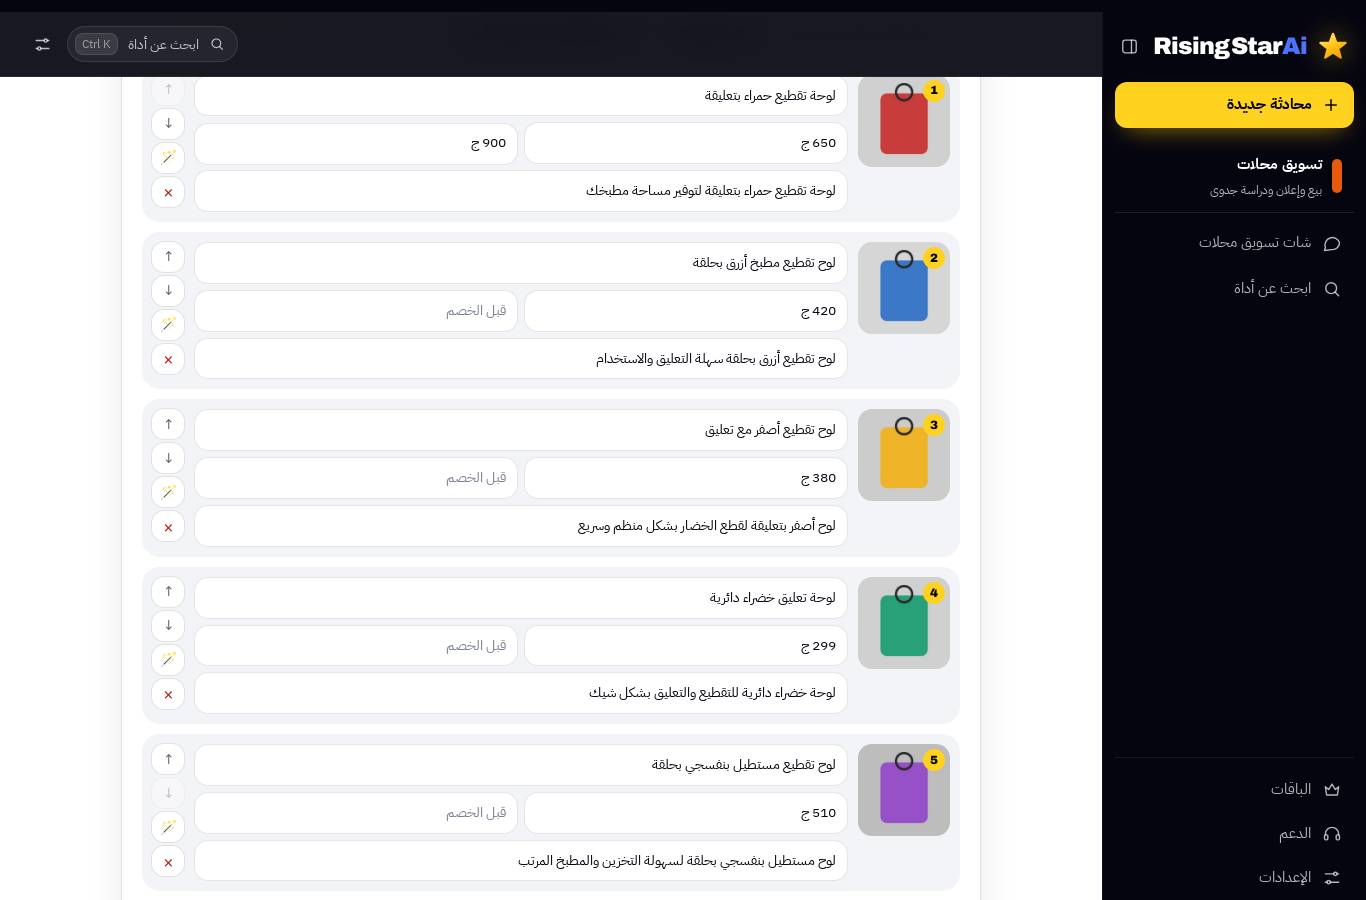 RisingStarAi
محادثة جديدة
تسويق محلات
بيع وإعلان ودراسة جدوى
شات تسويق محلات
ابحث عن أداة
الباقات
الدعم
الإعدادات
ابحث عن أداة Ctrl K
1
لوحة تقطيع حمراء بتعليقة
650 ج
900 ج
لوحة تقطيع حمراء بتعليقة لتوفير مساحة مطبخك
2
لوح تقطيع مطبخ أزرق بحلقة
420 ج
قبل الخصم
لوح تقطيع أزرق بحلقة سهلة التعليق والاستخدام
3
لوح تقطيع أصفر مع تعليق
380 ج
قبل الخصم
لوح أصفر بتعليقة لقطع الخضار بشكل منظم وسريع
4
لوحة تعليق خضراء دائرية
299 ج
قبل الخصم
لوحة خضراء دائرية للتقطيع والتعليق بشكل شيك
5
لوح تقطيع مستطيل بنفسجي بحلقة
510 ج
قبل الخصم
لوح مستطيل بنفسجي بحلقة لسهولة التخزين والمطبخ المرتب